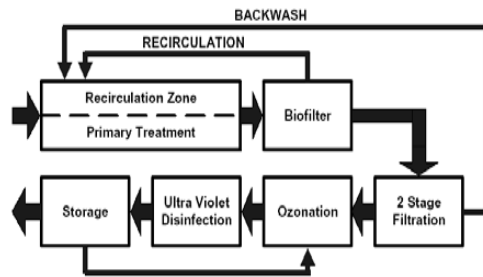 BACKWASH
RECIRCULATION
Recirculation Zone
Primary Treatment
Biofilter
Storage
Ultra Violet
Disinfection
Ozonation
2 Stage
Filtration